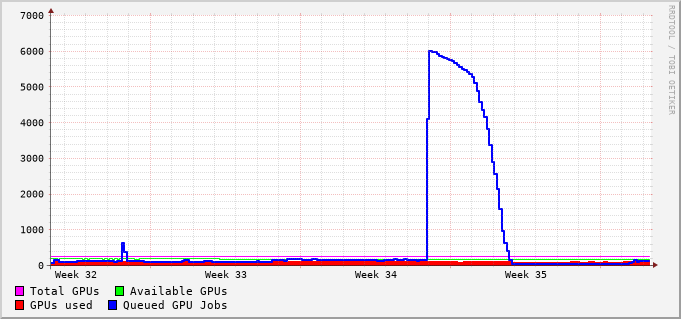 7000
6000
5000
4000
3000
2000
1000
0
Week 32 Week 33 Week 34 Week 35
Total GPUs Available GPUs
GPUs used Queued GPU Jobs
RRDTOOL / TOBI OETIKER